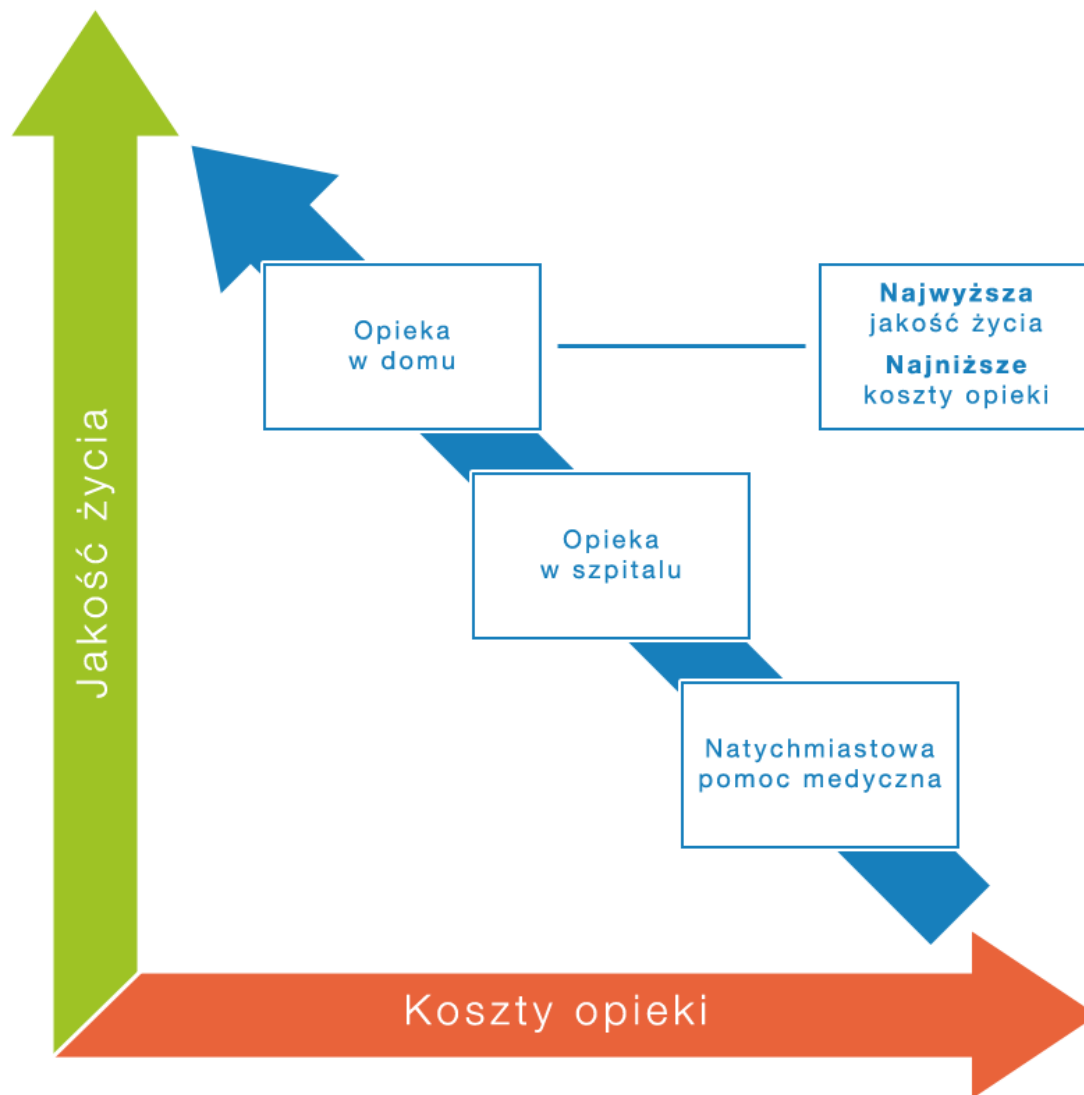 Opieka
w domu
Najwyższa
jakość życia
Najniższe
koszty opieki
Jakość życia
Opieka
w szpitalu
Natychmiastowa
pomoc medyczna
Koszty opieki